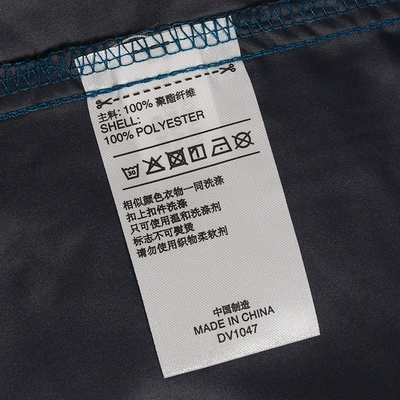 主料: 100% 聚酯纤维
SHELL:
100% POLYESTER
30
相似颜色衣物一同洗涤
扣上扣件洗涤
只可使用温和洗涤剂
标志不可熨烫
请勿使用织物柔软剂
中国制造
MADE IN CHINA
DV1047